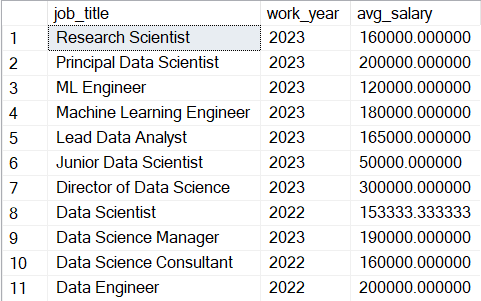 job_title work_year avg_salary
1 Research Scientist 2023 160000.000000
2 Principal Data Scientist 2023 200000.000000
3 ML Engineer 2023 120000.000000
4 Machine Learning Engineer 2023 180000.000000
5 Lead Data Analyst 2023 165000.000000
6 Junior Data Scientist 2023 50000.000000
7 Director of Data Science 2023 300000.000000
8 Data Scientist 2022 153333.333333
9 Data Science Manager 2023 190000.000000
10 Data Science Consultant 2022 160000.000000
11 Data Engineer 2022 200000.000000